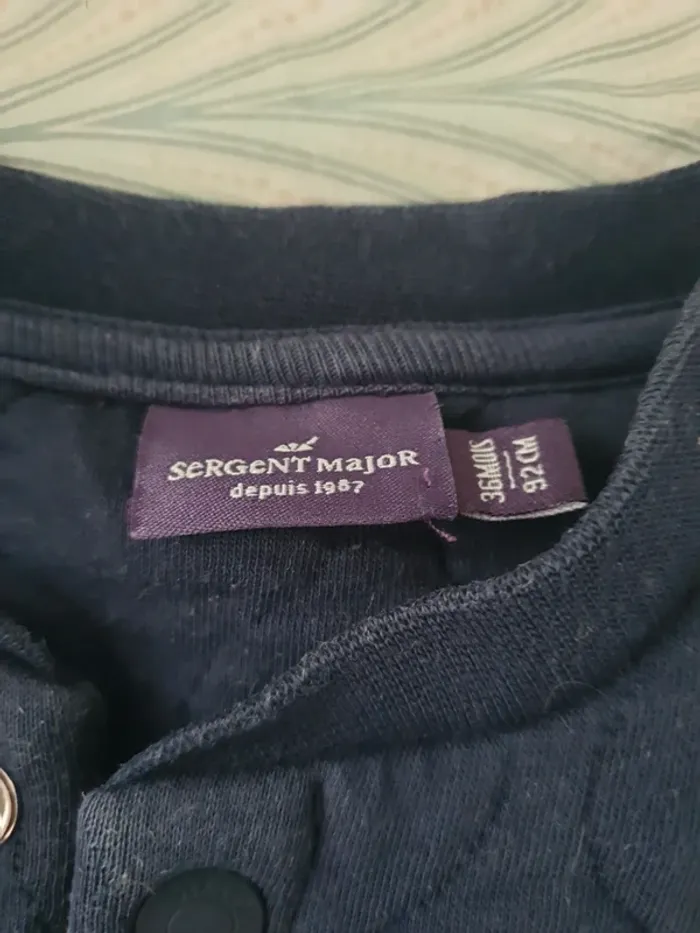 SeRGeNT MaJoR
depuis 1987
36MOIS
92CM